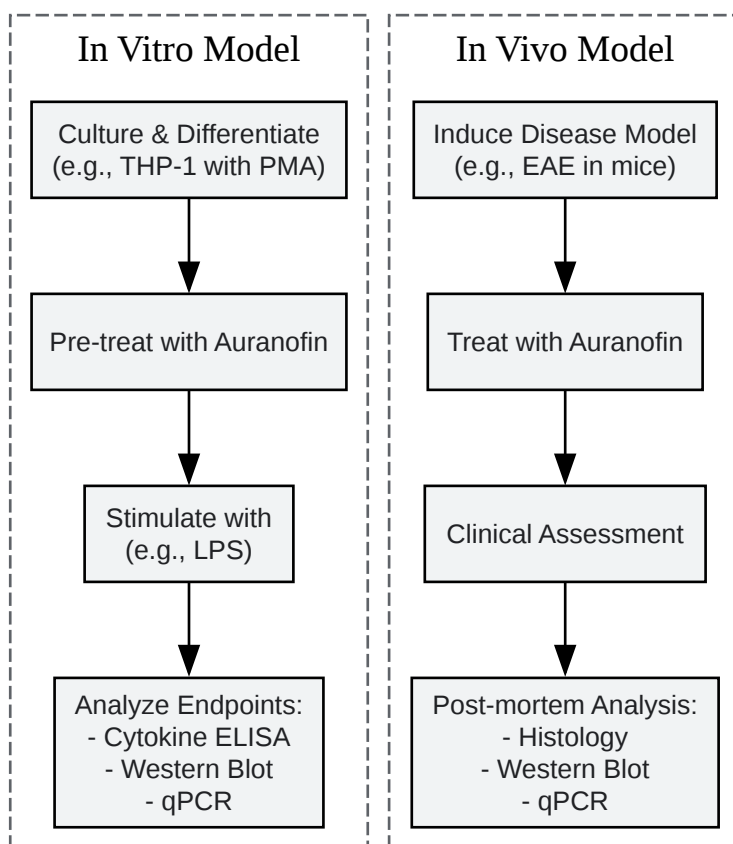 In Vitro Model
Culture & Differentiate
(e.g., THP-1 with PMA)
Pre-treat with Auranofin
Stimulate with
(e.g., LPS)
Analyze Endpoints:
- Cytokine ELISA
- Western Blot
- qPCR
In Vivo Model
Induce Disease Model
(e.g., EAE in mice)
Treat with Auranofin
Clinical Assessment
Post-mortem Analysis:
- Histology
- Western Blot
- qPCR